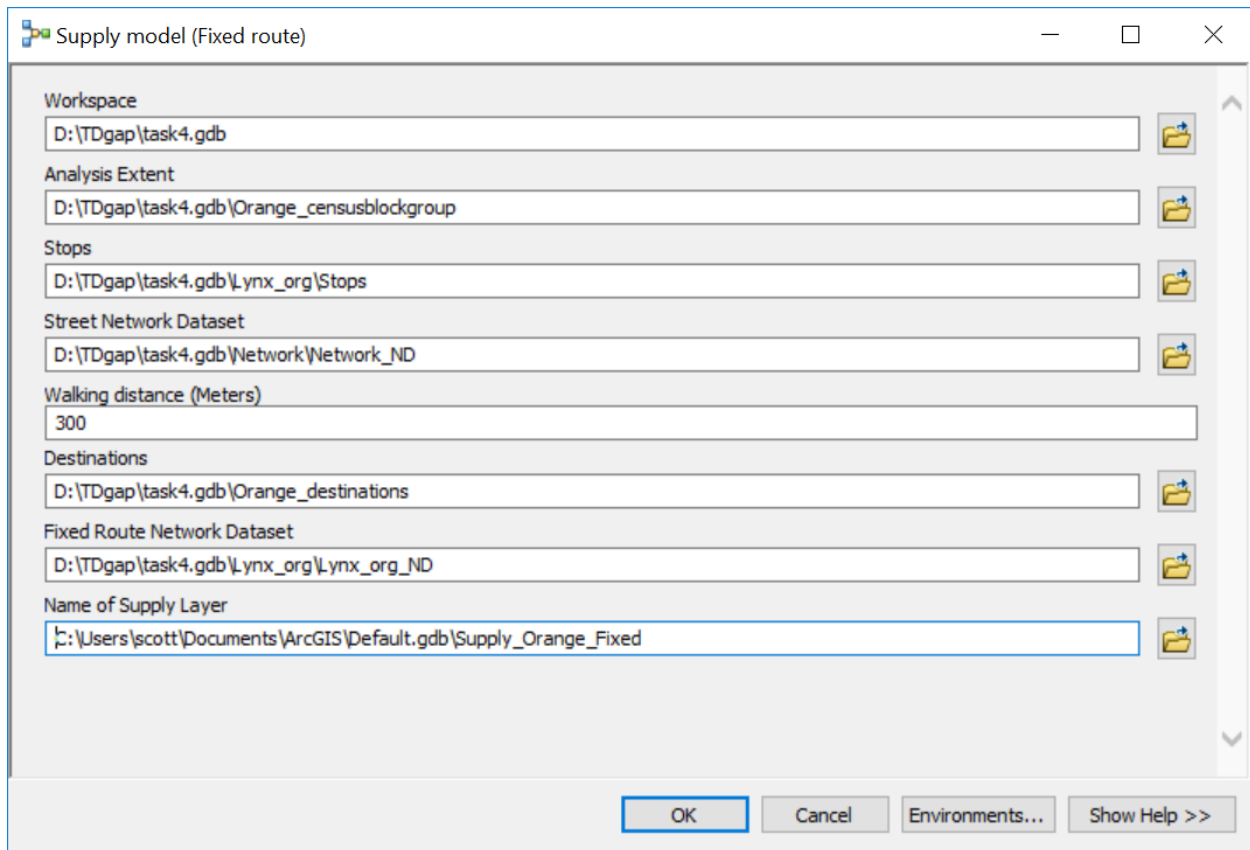 Supply model (Fixed route)
Workspace
D:\TDgap\task4.gdb
Analysis Extent
D:\TDgap\task4.gdb\Orange_censusblockgroup
Stops
D:\TDgap\task4.gdb\Lynx_org\Stops
Street Network Dataset
D:\TDgap\task4.gdb\Network\Network_ND
Walking distance (Meters)
300
Destinations
D:\TDgap\task4.gdb\Orange_destinations
Fixed Route Network Dataset
D:\TDgap\task4.gdb\Lynx_org\Lynx_org_ND
Name of Supply Layer
C:\Users\scott\Documents\ArcGIS\Default.gdb\Supply_Orange_Fixed
OK Cancel Environments... Show Help >>